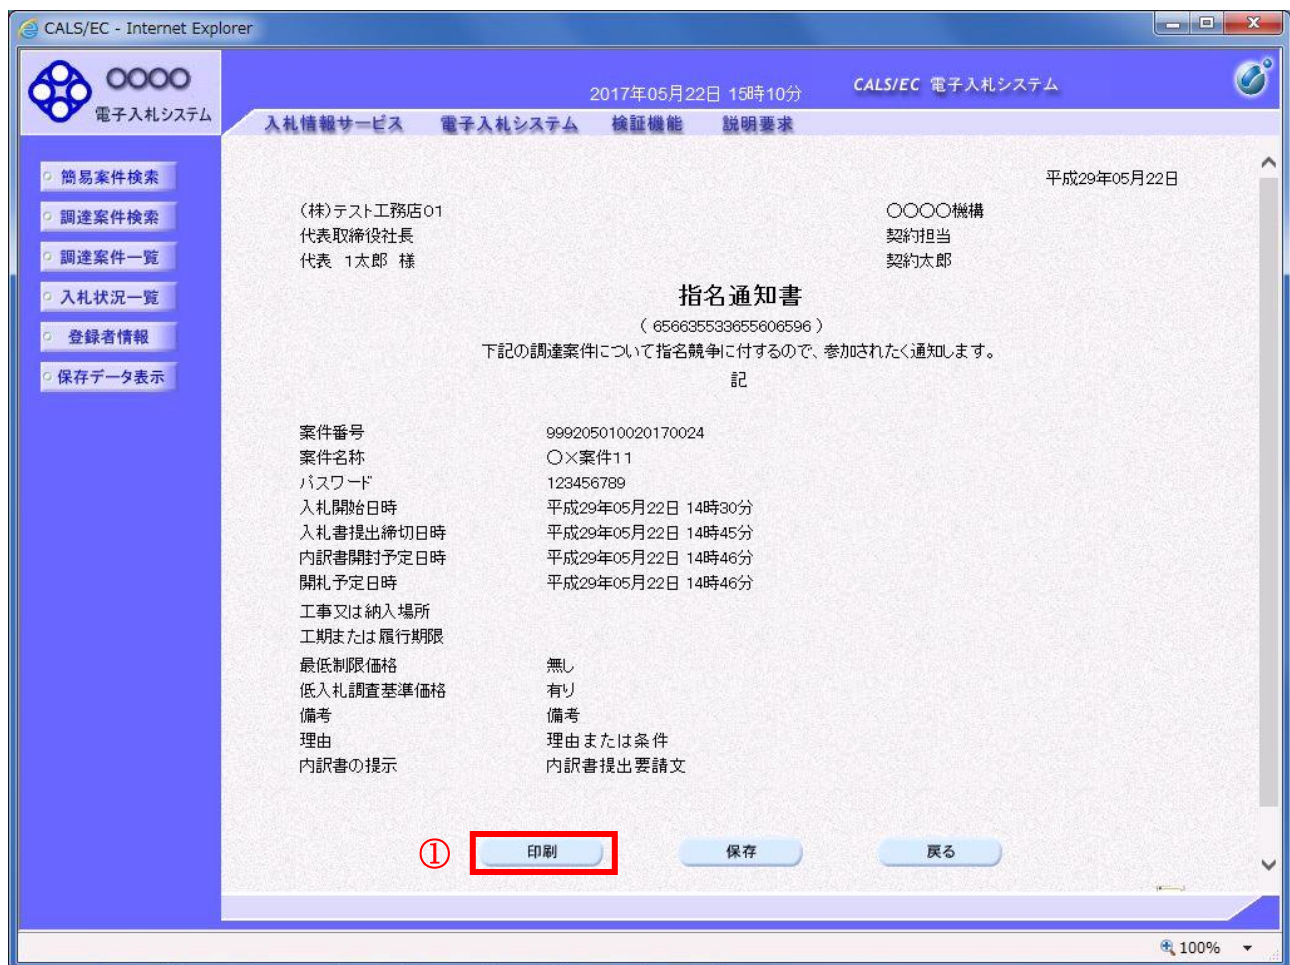 CALS/EC - Internet Explorer
〇〇〇〇
電子入札システム
2017年05月22日 15時10分
CALS/EC 電子入札システム
入札情報サービス 電子入札システム 検証機能 説明要求
簡易案件検索
調達案件検索
調達案件一覧
入札状況一覧
登録者情報
保存データ表示
平成29年05月22日
(株)テスト工務店01
代表取締役社長
代表 1太郎 様
〇〇〇〇機構
契約担当
契約太郎
指名通知書
( 656635533655606596 )
下記の調達案件について指名競争に付するので、参加されたく通知します。
記
案件番号 999205010020170024
案件名称 〇×案件11
パスワード 123456789
入札開始日時 平成29年05月22日 14時30分
入札書提出締切日時 平成29年05月22日 14時45分
内訳書開封予定日時 平成29年05月22日 14時46分
開札予定日時 平成29年05月22日 14時46分
工事又は納入場所
工期または履行期限
最低制限価格 無し
低入札調査基準価格 有り
備考 備考
理由 理由または条件
内訳書の提示 内訳書提出要請文
① 印刷 保存 戻る
100%